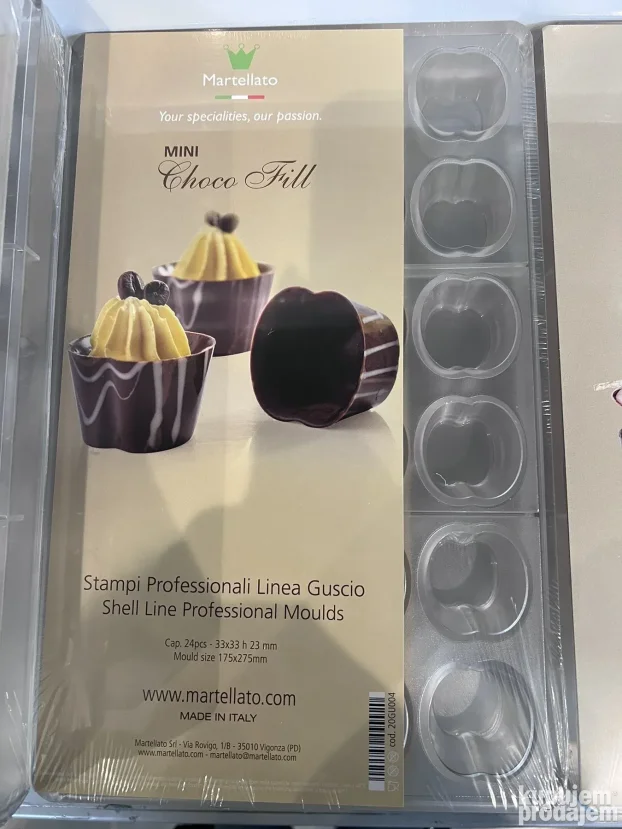 Martellato
Your specialities, our passion.
MINI
Choco Fill
Stampi Professionali Linea Guscio
Shell Line Professional Moulds
Cap. 24pcs - 33x33 h 23 mm
Mould size 175x275mm
www.martellato.com
MADE IN ITALY
Martellato Srl - Via Rovigo, 1/B - 35010 Vigonza (PD)
www.martellato.com - martellato@martellato.com
cod. 20GU004
kupujem
prodajem